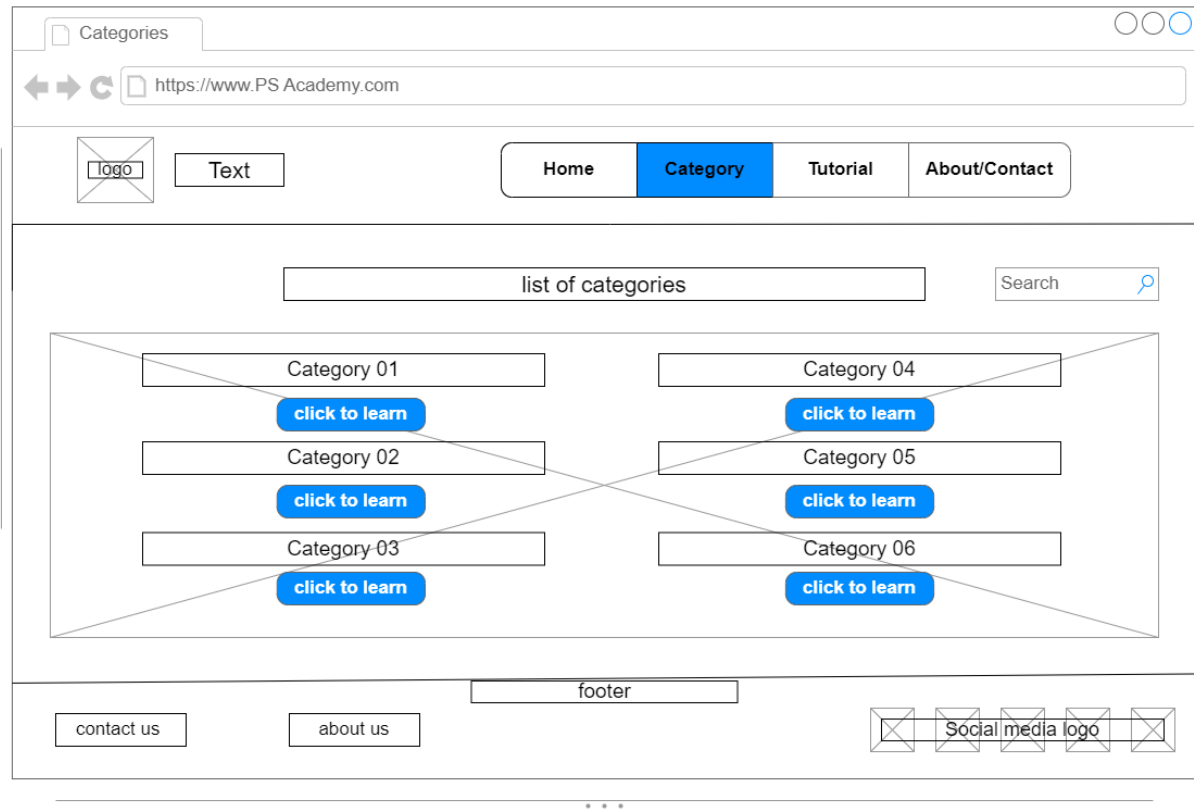 Categories
https://www.PS Academy.com
logo
Text
Home
Category
Tutorial
About/Contact
list of categories
Search
Category 01
Category 04
click to learn
click to learn
Category 02
Category 05
click to learn
click to learn
Category 03
Category 06
click to learn
click to learn
footer
contact us
about us
Social media logo